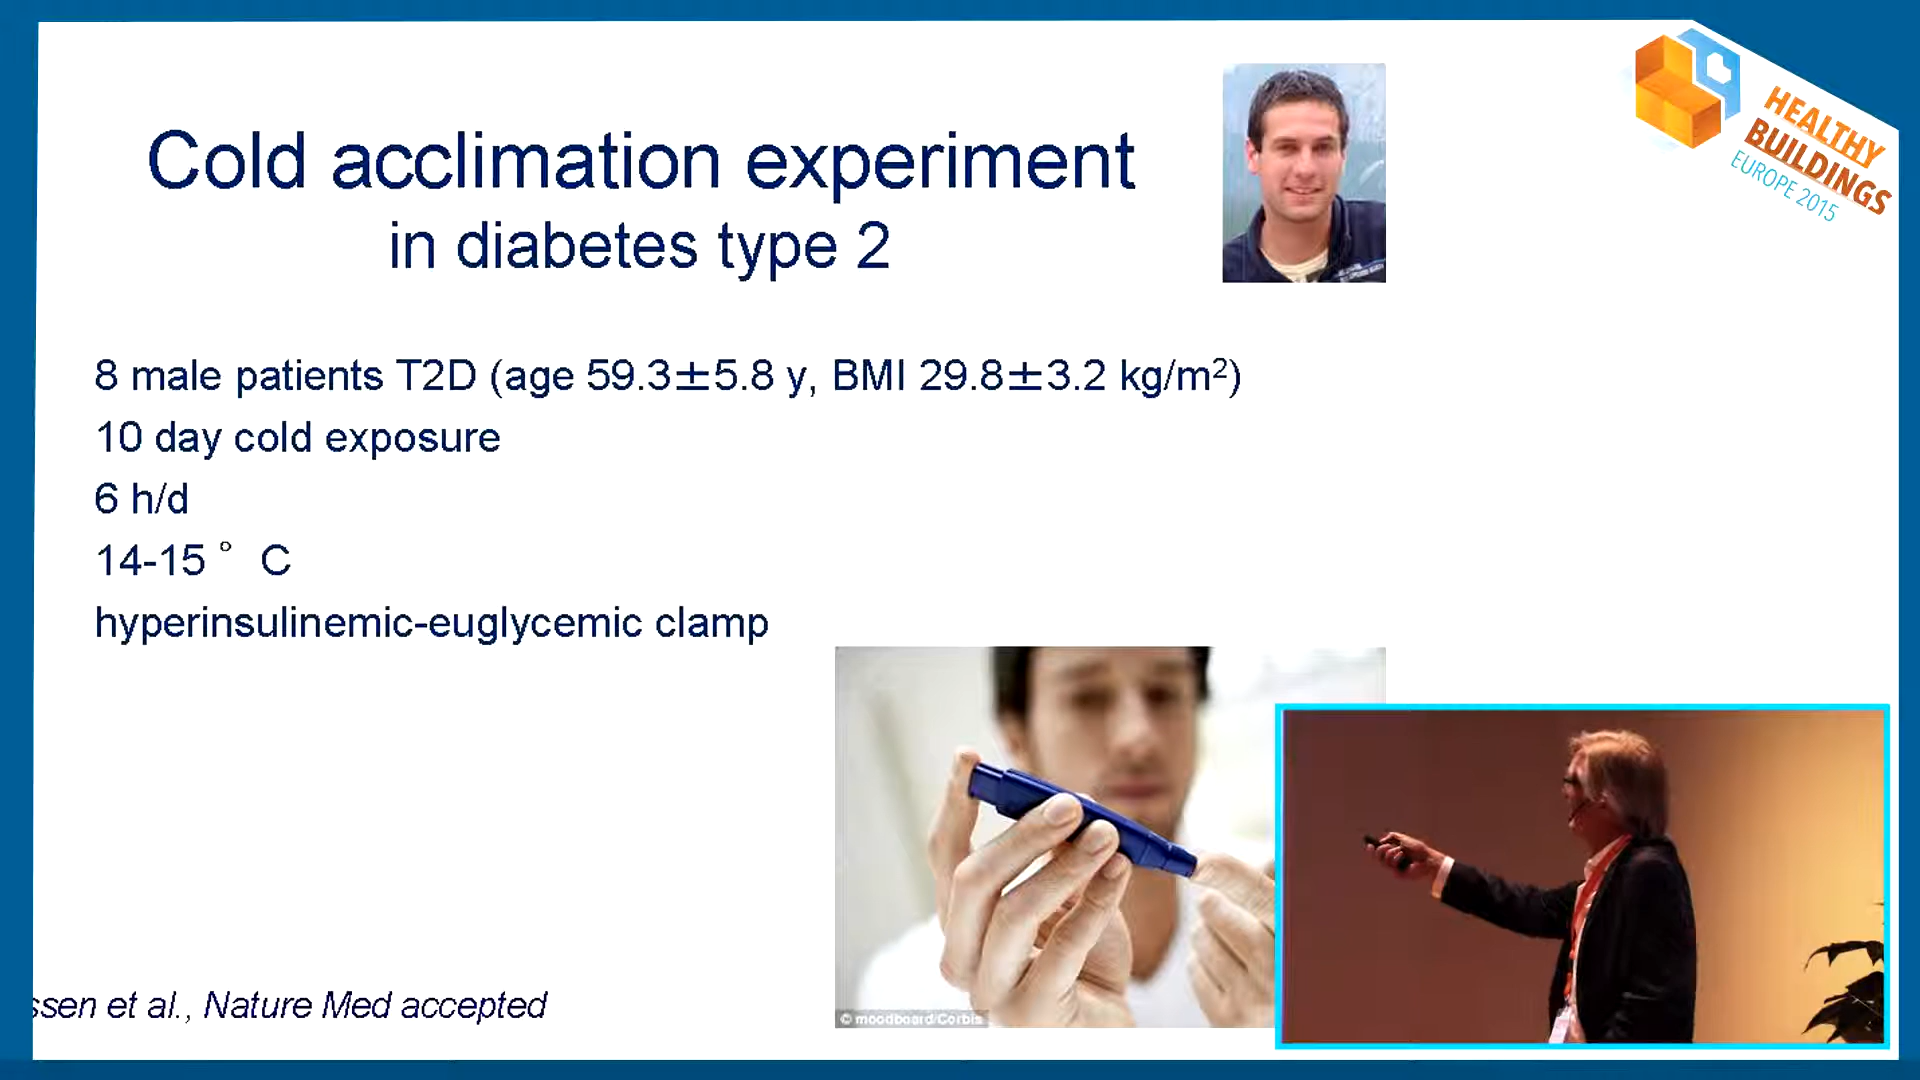 Cold acclimation experiment
in diabetes type 2
HEALTHY
BUILDINGS
EUROPE 2015
8 male patients T2D (age 59.3±5.8 y, BMI 29.8±3.2 kg/m²)
10 day cold exposure
6 h/d
14-15 ° C
hyperinsulinemic-euglycemic clamp
ssen et al., Nature Med accepted
© moodboard/Corbis